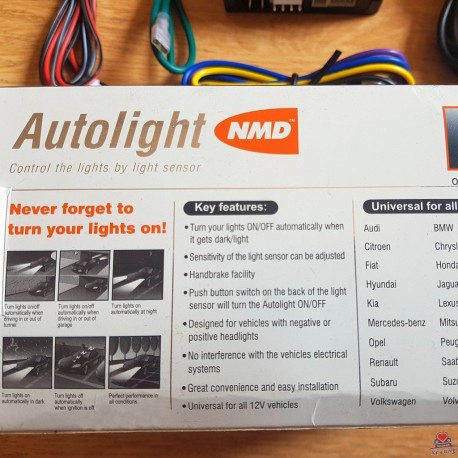 Autolight NMD™
Control the lights by light sensor
Never forget to
turn your lights on!
Turn lights on/off
automatically when
driving in or out of
tunnel
Turn lights on/off
automatically when
driving in or out of
garage
Turn lights on
automatically at night
Turn lights on
automatically in dark
Turn lights off
automatically
when ignition is off
Perfect performance in
all conditions
Key features:
•Turn your lights ON/OFF automatically when
it gets dark/light
•Sensitivity of the light sensor can be adjusted
•Handbrake facility
•Push button switch on the back of the light
sensor will turn the Autolight ON/OFF
•Designed for vehicles with negative or
positive headlights
•No interference with the vehicles electrical
systems
•Great convenience and easy installation
•Universal for all 12V vehicles
Universal for all
Audi BMW
Citroen Chrys
Fiat Honda
Hyundai Jagua
Kia Lexus
Mercedes-benz Mitsu
Opel Peug
Renault Saab
Subaru Suzu
Volkswagen Volv